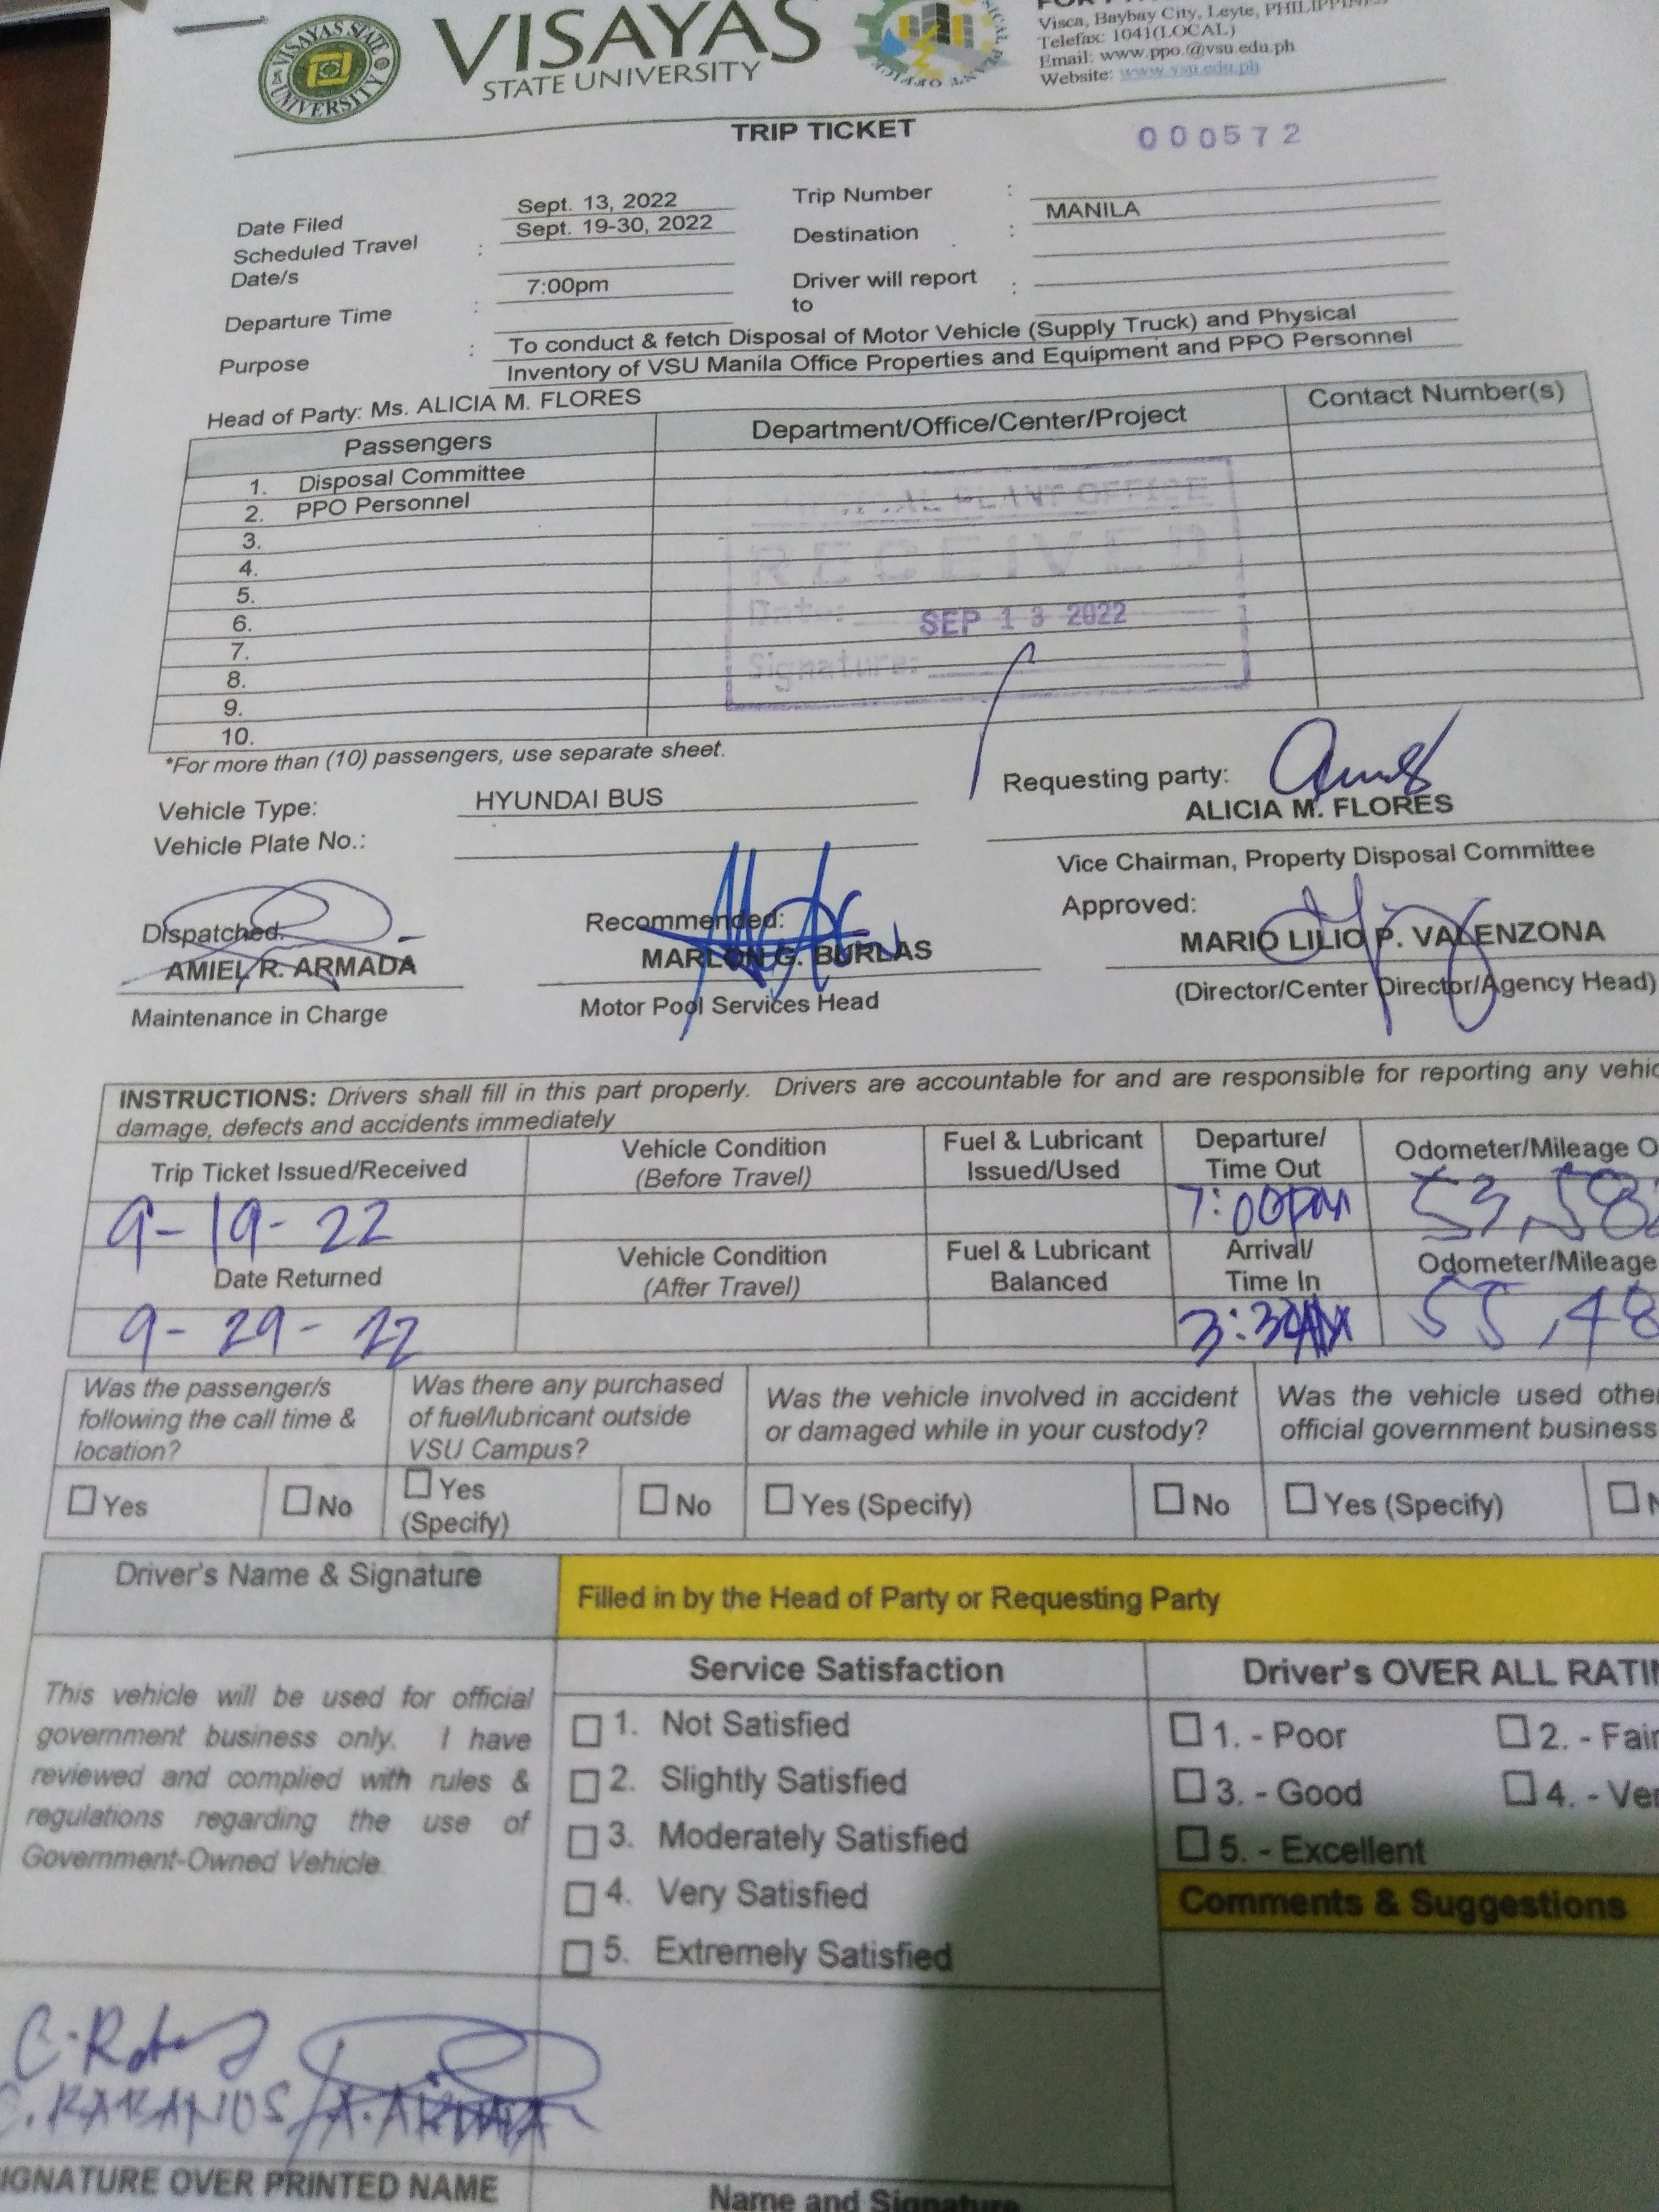 VISAYAS STATE UNIVERSITY
VISAYAS
STATE UNIVERSITY
Visca, Baybay City, Leyte, PHILIPPINES
Telefax: 1041(LOCAL)
Email: www.ppo.@vsu.edu.ph
Website: www.vsu.edu.ph
TRIP TICKET
000572
Date Filed Sept. 13, 2022 Trip Number :
Scheduled Travel Date/s : Sept. 19-30, 2022 Destination : MANILA
Departure Time : 7:00pm Driver will report to :
Purpose : To conduct & fetch Disposal of Motor Vehicle (Supply Truck) and Physical
Inventory of VSU Manila Office Properties and Equipment and PPO Personnel
Head of Party: Ms. ALICIA M. FLORES
Passengers Department/Office/Center/Project Contact Number(s)
1. Disposal Committee
2. PPO Personnel
3.
4.
5.
6.
7.
8.
9.
10.
PLANT OFFICE
RECEIVED
Date: SEP 13 2022
Signature:
*For more than (10) passengers, use separate sheet.
Vehicle Type: HYUNDAI BUS
Vehicle Plate No.:
Requesting party:
ALICIA M. FLORES
Vice Chairman, Property Disposal Committee
Dispatched: Recommended: Approved:
AMIEL R. ARMADA MARLON G. BURLAS MARIO LILIO P. VALENZONA
Maintenance in Charge Motor Pool Services Head (Director/Center Director/Agency Head)
INSTRUCTIONS: Drivers shall fill in this part properly. Drivers are accountable for and are responsible for reporting any
damage, defects and accidents immediately
Trip Ticket Issued/Received Vehicle Condition (Before Travel) Fuel & Lubricant Issued/Used Departure/ Time Out Odometer/Mileage
9-19-22 7:00pm 53,58
Date Returned Vehicle Condition (After Travel) Fuel & Lubricant Balanced Arrival/ Time In Odometer/Mileage
9-29-22 3:30AM 55,48
Was the passenger/s following the call time & location?
Was there any purchased of fuel/lubricant outside VSU Campus?
Was the vehicle involved in accident or damaged while in your custody?
Was the vehicle used
official government business
Yes No Yes (Specify) No Yes (Specify) No Yes (Specify)
Driver's Name & Signature
Filled in by the Head of Party or Requesting Party
This vehicle will be used for official
government business only. I have
reviewed and complied with rules &
regulations regarding the use of
Government-Owned Vehicle.
Service Satisfaction
1. Not Satisfied
2. Slightly Satisfied
3. Moderately Satisfied
4. Very Satisfied
5. Extremely Satisfied
Driver's OVER ALL
1. - Poor 2. - Fair
3. - Good 4. -
5. - Excellent
Comments & Suggestions
SIGNATURE OVER PRINTED NAME
Name and Signature